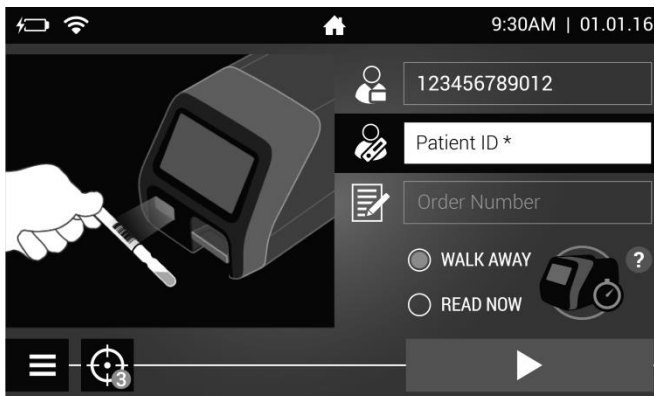 9:30AM | 01.01.16
123456789012
Patient ID *
Order Number
WALK AWAY
?
READ NOW
3